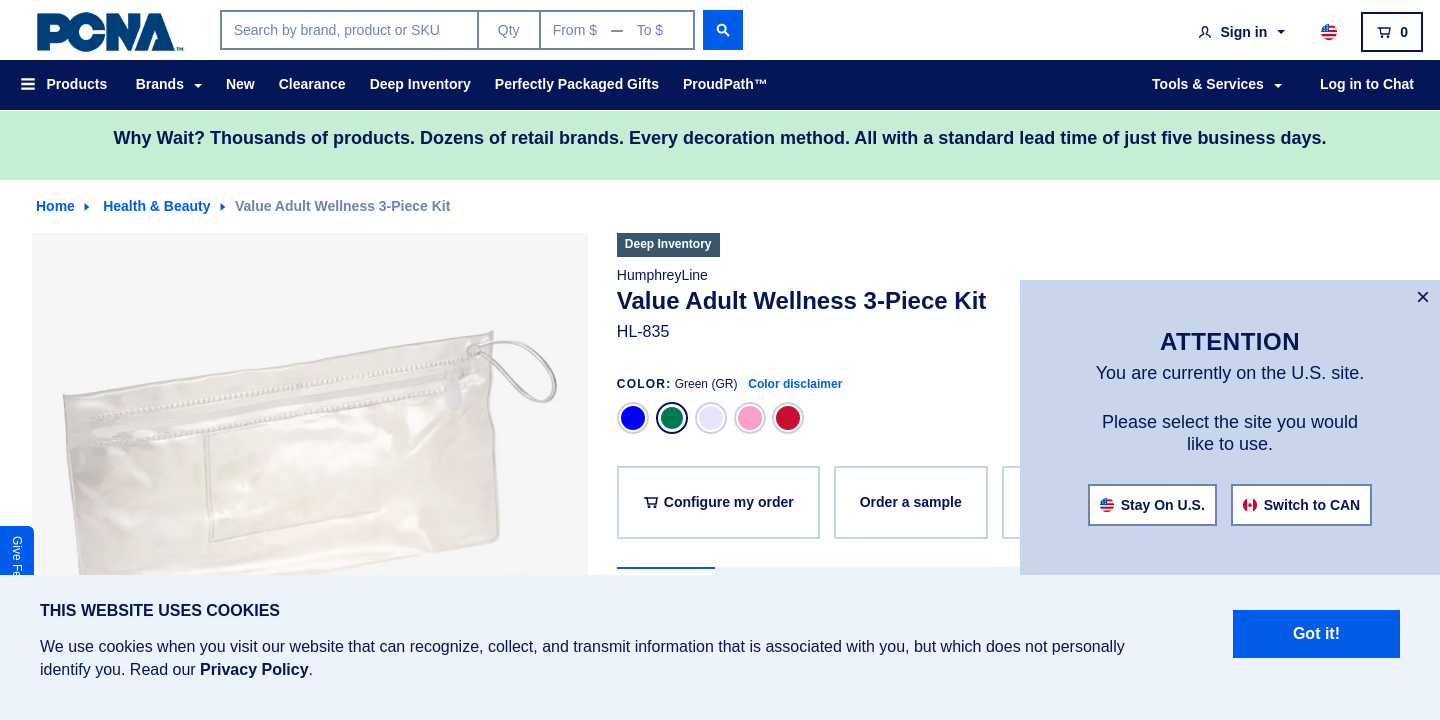 PCNA™
Search by brand, product or SKU
Qty
From $ — To $
Sign in
0
Products
Brands
New
Clearance
Deep Inventory
Perfectly Packaged Gifts
ProudPath™
Tools & Services
Log in to Chat
Why Wait? Thousands of products. Dozens of retail brands. Every decoration method. All with a standard lead time of just five business days.
Home
Health & Beauty
Value Adult Wellness 3-Piece Kit
Deep Inventory
HumphreyLine
Value Adult Wellness 3-Piece Kit
HL-835
COLOR: Green (GR) Color disclaimer
Configure my order
Order a sample
×
ATTENTION
You are currently on the U.S. site.
Please select the site you would
like to use.
Stay On U.S.
Switch to CAN
Give
THIS WEBSITE USES COOKIES
We use cookies when you visit our website that can recognize, collect, and transmit information that is associated with you, but which does not personally
identify you. Read our Privacy Policy.
Got it!